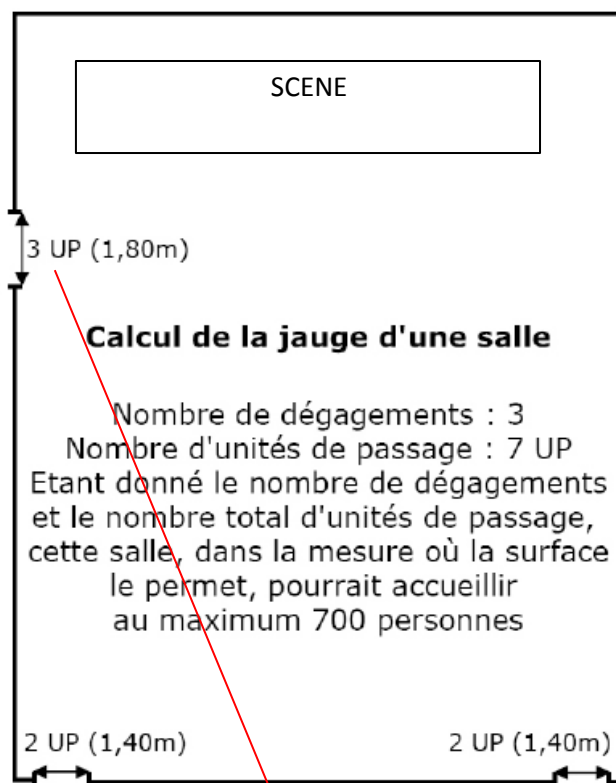 SCENE
3 UP (1,80m)
Calcul de la jauge d'une salle
Nombre de dégagements : 3
Nombre d'unités de passage : 7 UP
Etant donné le nombre de dégagements
et le nombre total d'unités de passage,
cette salle, dans la mesure où la surface
le permet, pourrait accueillir
au maximum 700 personnes
2 UP (1,40m) 2 UP (1,40m)